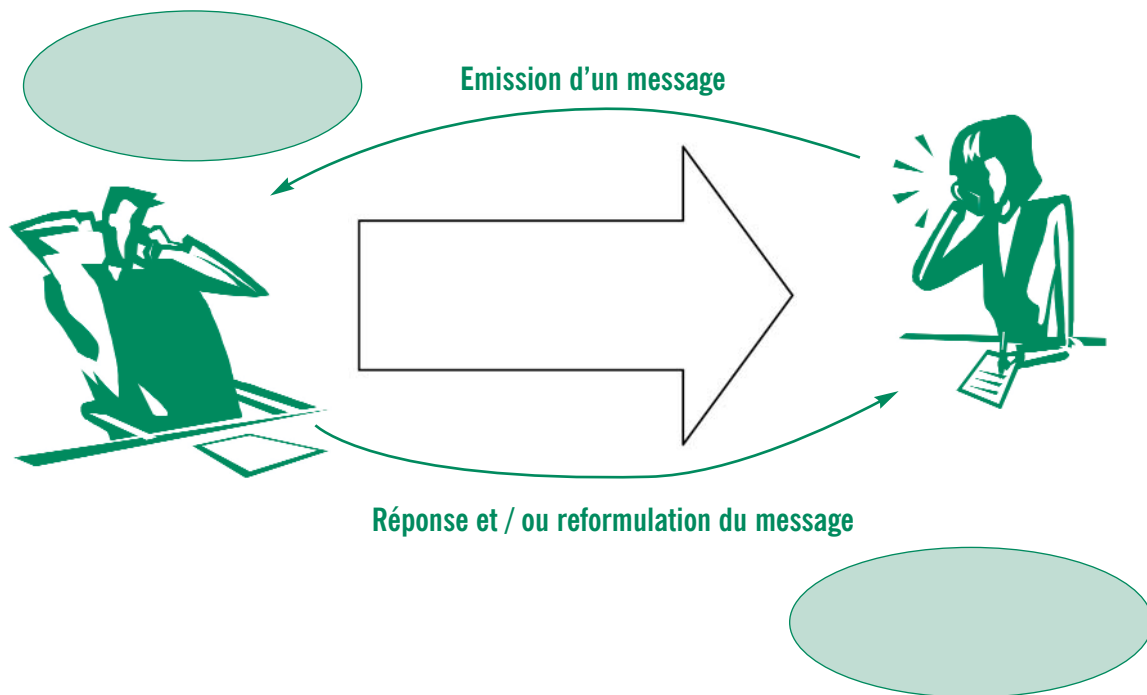 Emission d’un message
Réponse et / ou reformulation du message